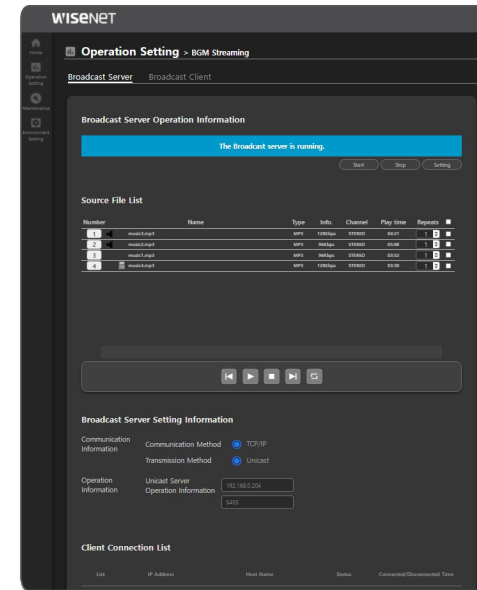 WISENET
Home
Operation Setting > BGM Streaming
Operation
Setting
Broadcast Server Broadcast Client
Maintenance
Environment
Setting
Broadcast Server Operation Information
The Broadcast server is running.
Start Stop Setting
Source File List
Number Name Type Info. Channel Play time Repeats
1 music3.mp3 MP3 128Kbps STEREO 04:21 1
2 music2.mp3 MP3 96Kbps STEREO 05:08 1
3 music1.mp3 MP3 96Kbps STEREO 03:52 1
4 music4.mp3 MP3 128Kbps STEREO 03:38 1
Broadcast Server Setting Information
Communication
Information
Communication Method TCP/IP
Transmission Method Unicast
Operation
Information
Unicast Server
Operation Information
192.168.0.204
5455
Client Connection List
List IP Address Host Name Status Connected/Disconnected Time